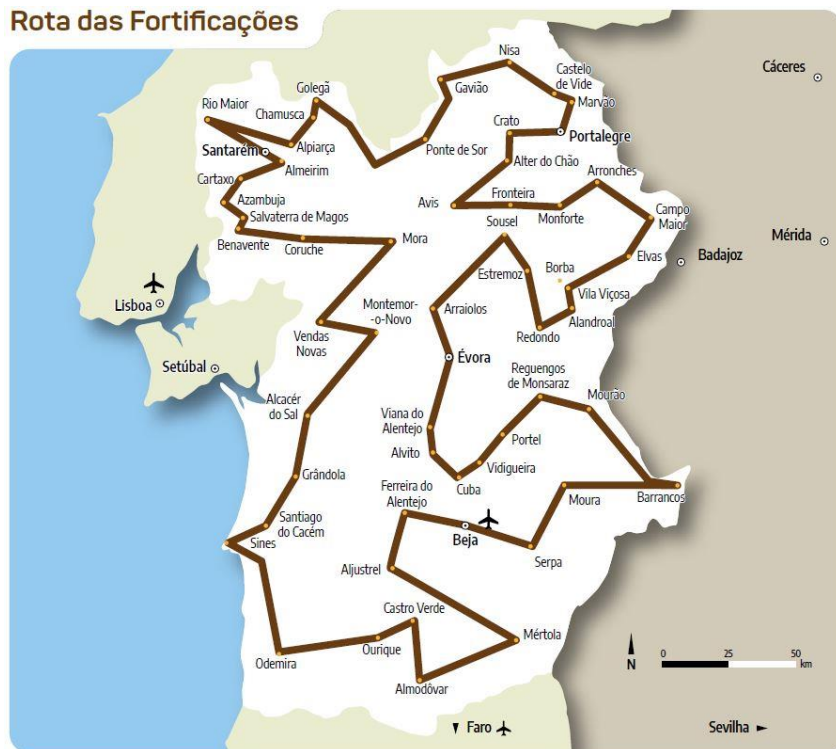 Rota das Fortificações
Nisa
Cáceres
Castelo
de Vide
Golegã
Gavião
Marvão
Rio Maior
Chamusca
Crato
Portalegre
Santarém
Alpiarça
Ponte de Sor
Almeirim
Alter do Chão
Arronches
Cartaxo
Azambuja
Avis
Fronteira
Monforte
Campo
Maior
Salvaterra de Magos
Sousel
Benavente
Coruche
Mora
Mérida
Elvas
Badajoz
Estremoz
Borba
Lisboa
Vila Viçosa
Montemor-
-o-Novo
Arraiolos
Alandroal
Vendas
Novas
Redondo
Évora
Setúbal
Reguengos
de Monsaraz
Mourão
Alcacér
do Sal
Viana do
Alentejo
Portel
Alvito
Vidigueira
Grândola
Cuba
Ferreira do
Alentejo
Moura
Barrancos
Santiago
do Cacém
Beja
Sines
Serpa
Aljustrel
Castro Verde
Mértola
Ourique
Odemira
Almodôvar
N
0 25 50
km
Faro
Sevilha